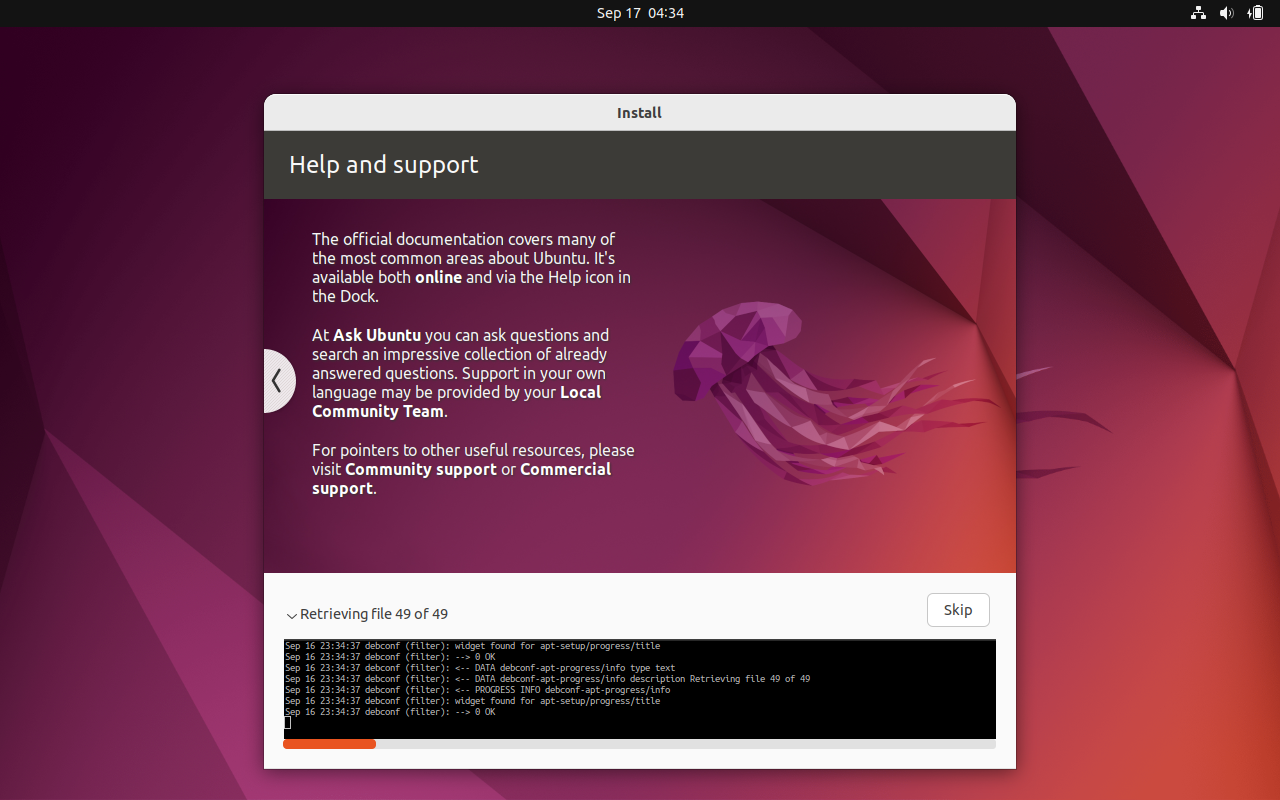 Sep 17 04:34
Install
Help and support
The official documentation covers many of
the most common areas about Ubuntu. It's
available both online and via the Help icon in
the Dock.
At Ask Ubuntu you can ask questions and
search an impressive collection of already
answered questions. Support in your own
language may be provided by your Local
Community Team.
For pointers to other useful resources, please
visit Community support or Commercial
support.
Retrieving file 49 of 49
Skip
Sep 16 23:34:37 debconf (filter): widget found for apt-setup/progress/title
Sep 16 23:34:37 debconf (filter): --> 0 OK
Sep 16 23:34:37 debconf (filter): <-- DATA debconf-apt-progress/info type text
Sep 16 23:34:37 debconf (filter): <-- DATA debconf-apt-progress/info description Retrieving file 49 of 49
Sep 16 23:34:37 debconf (filter): <-- PROGRESS INFO debconf-apt-progress/info
Sep 16 23:34:37 debconf (filter): widget found for apt-setup/progress/title
Sep 16 23:34:37 debconf (filter): --> 0 OK